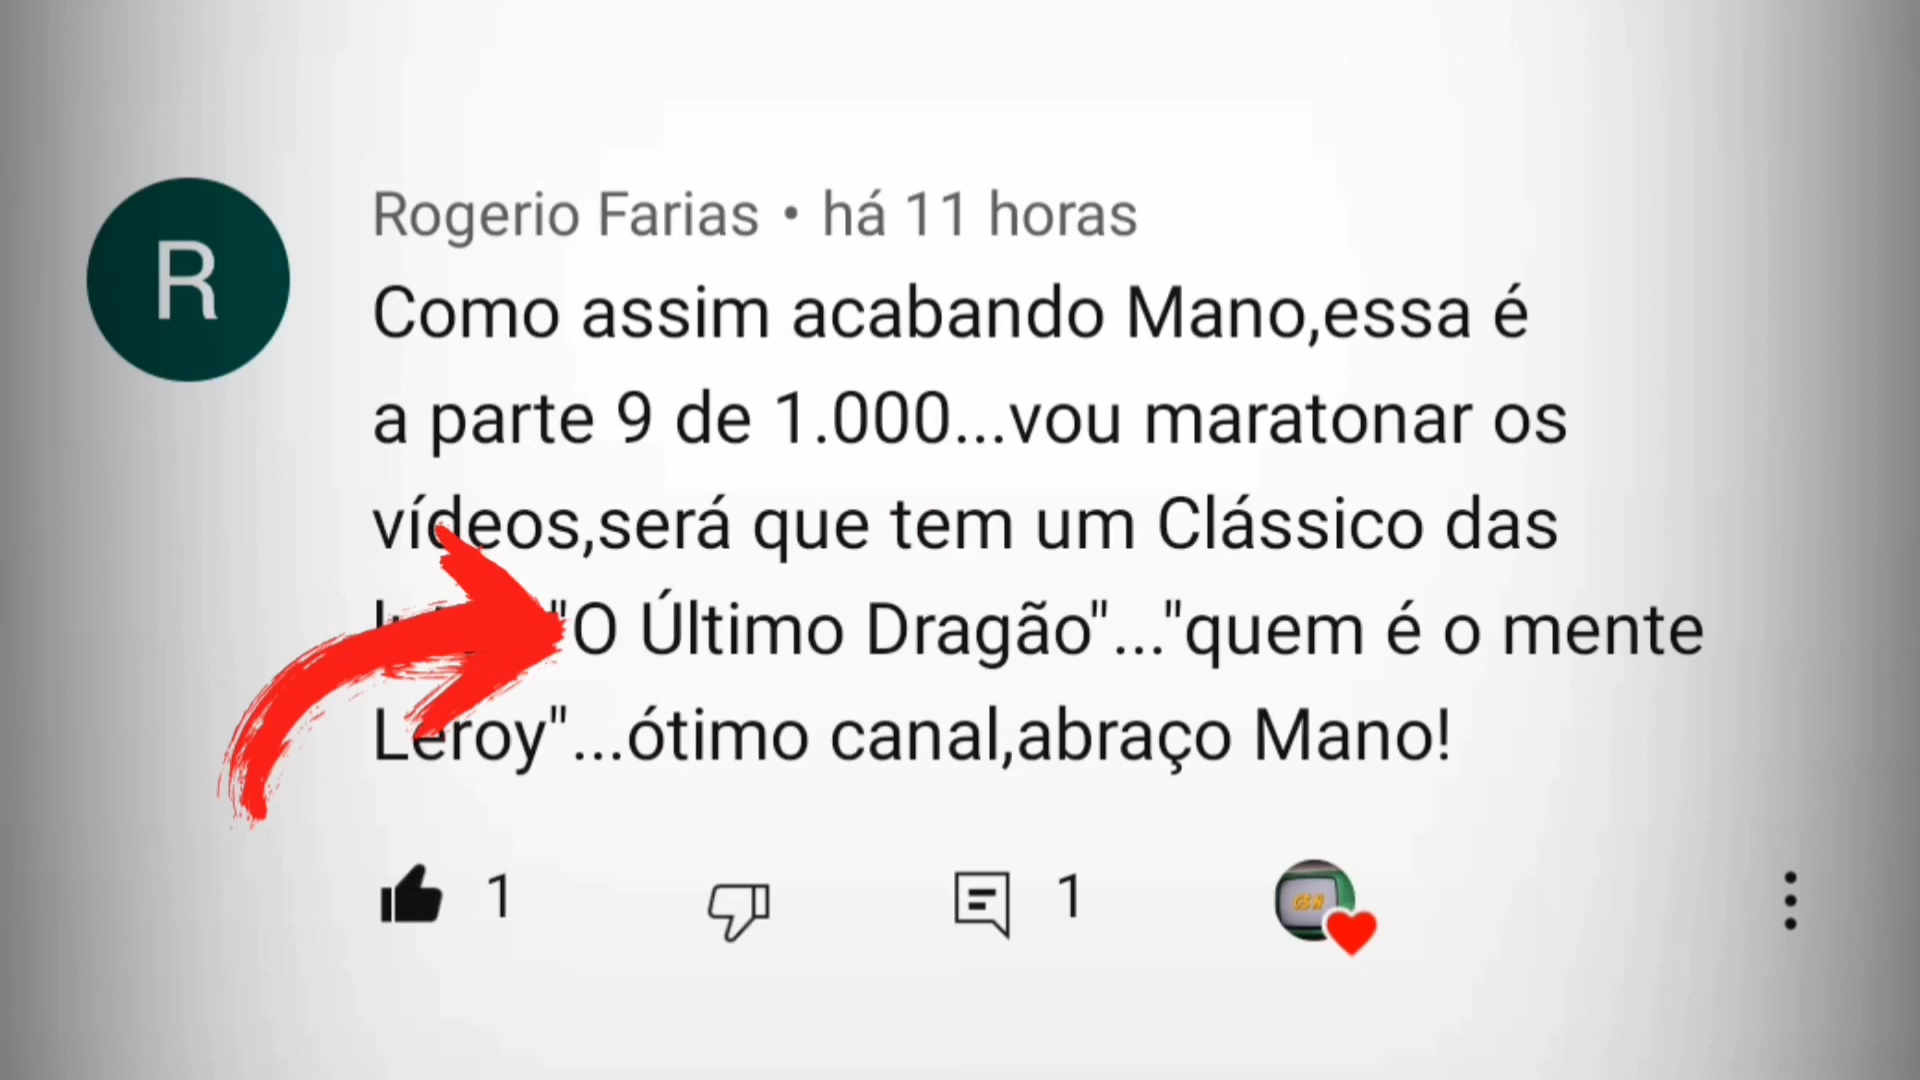 R
Rogerio Farias • há 11 horas
Como assim acabando Mano,essa é
a parte 9 de 1.000...vou maratonar os
vídeos,será que tem um Clássico das
"O Último Dragão"..."quem é o mente
Leroy"...ótimo canal,abraço Mano!
1
1